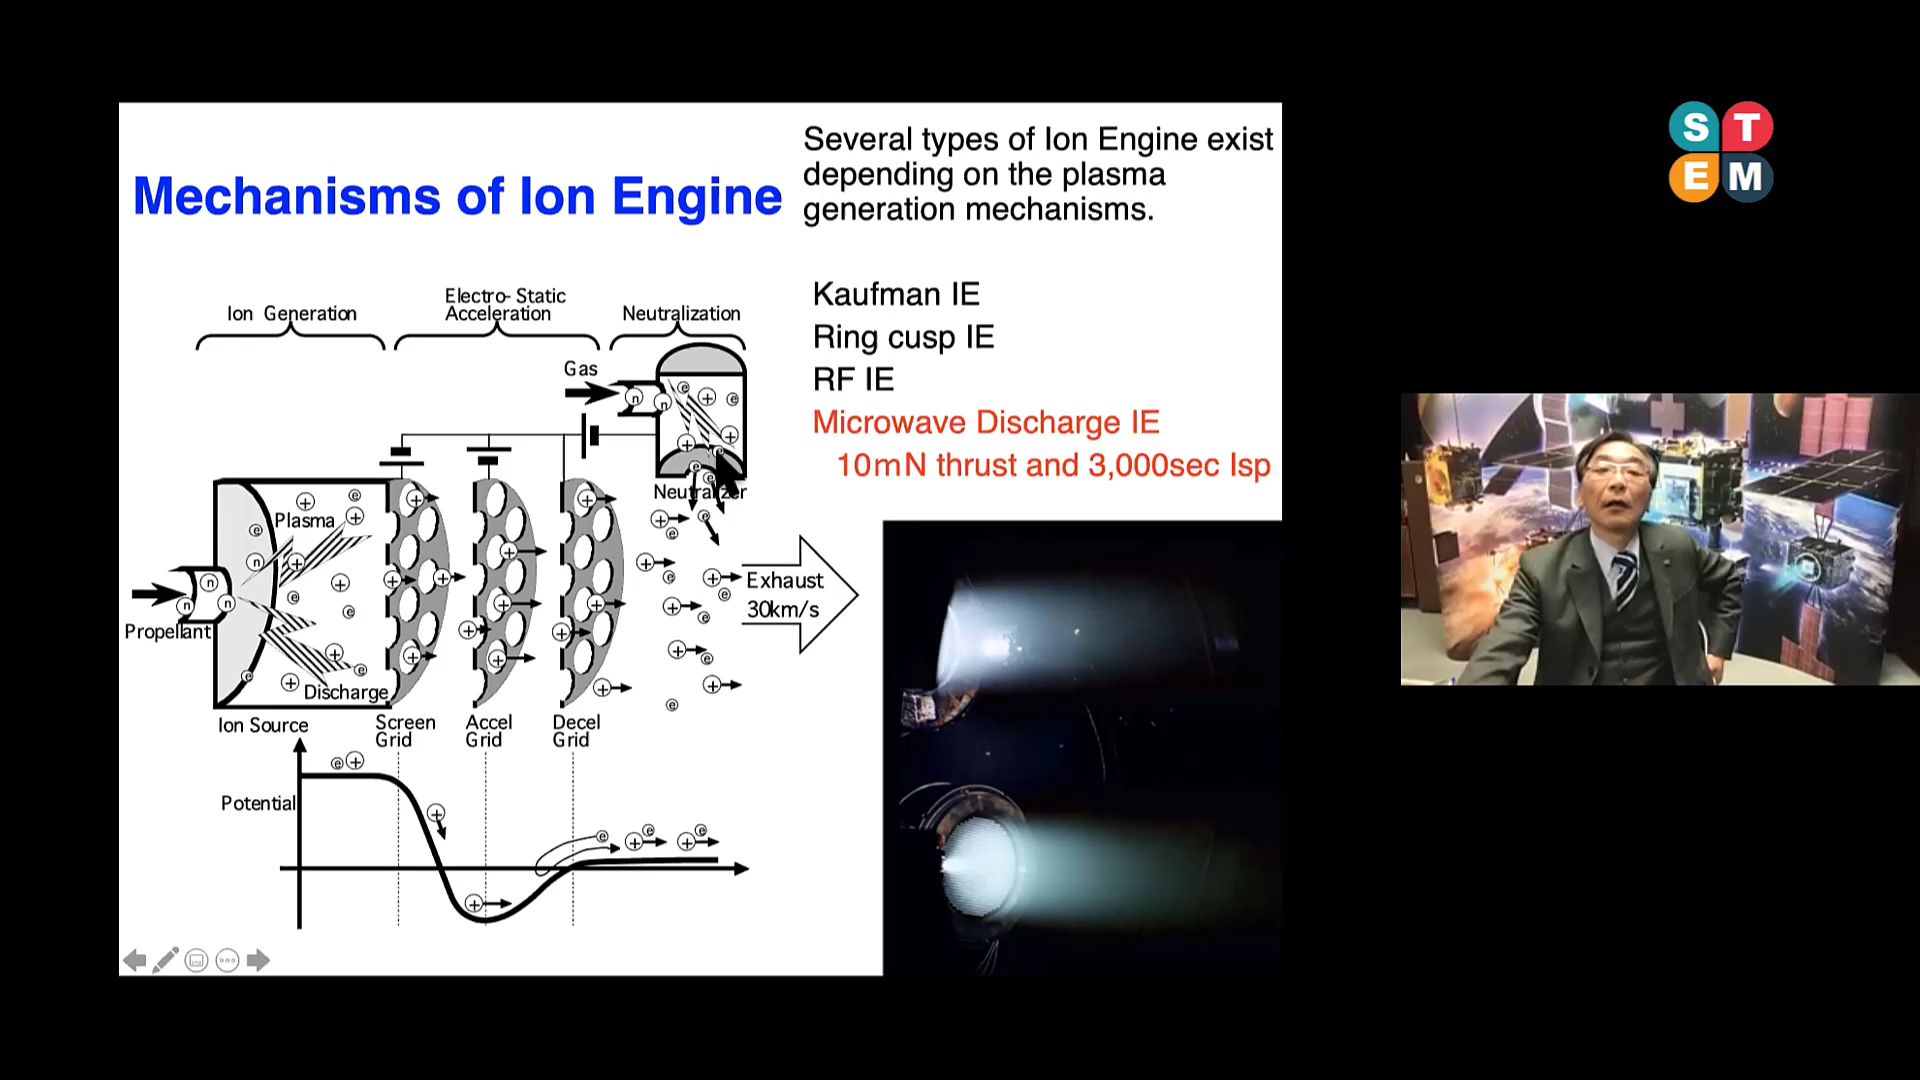 Mechanisms of Ion Engine
Several types of Ion Engine exist
depending on the plasma
generation mechanisms.
Kaufman IE
Ring cusp IE
RF IE
Microwave Discharge IE
10mN thrust and 3,000sec Isp
Ion Generation
Electro-Static
Acceleration
Neutralization
Gas
n
n
e
+
e
+
+
e
e
e
Neutralizer
Plasma
Propellant
n
n
n
n
e
e
e
e
e
e
+
+
+
+
+
+
Discharge
Ion Source
Screen
Grid
Accel
Grid
Decel
Grid
Exhaust
30km/s
Potential
e
+
+
+
e
+
e
+
e
S T
E M